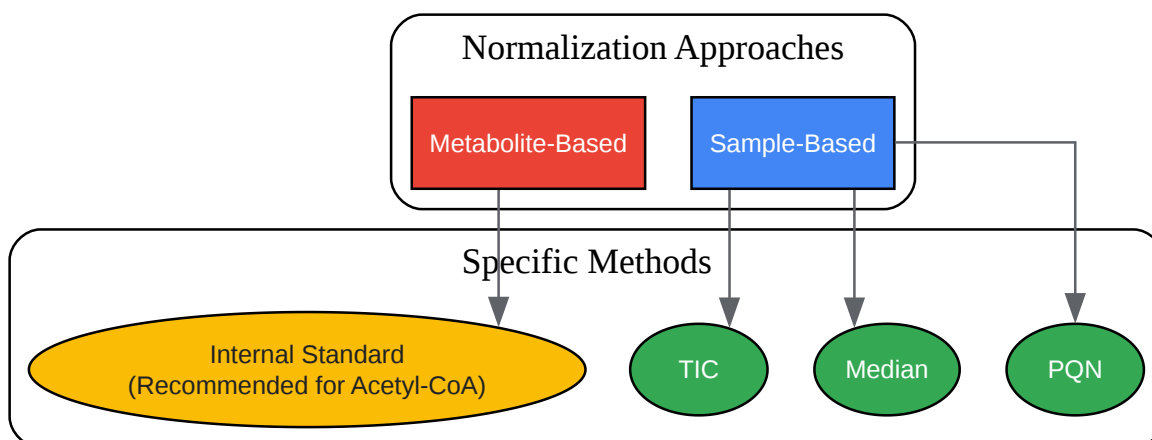 Normalization Approaches
Metabolite-Based
Sample-Based
Specific Methods
Internal Standard
(Recommended for Acetyl-CoA)
TIC
Median
PQN